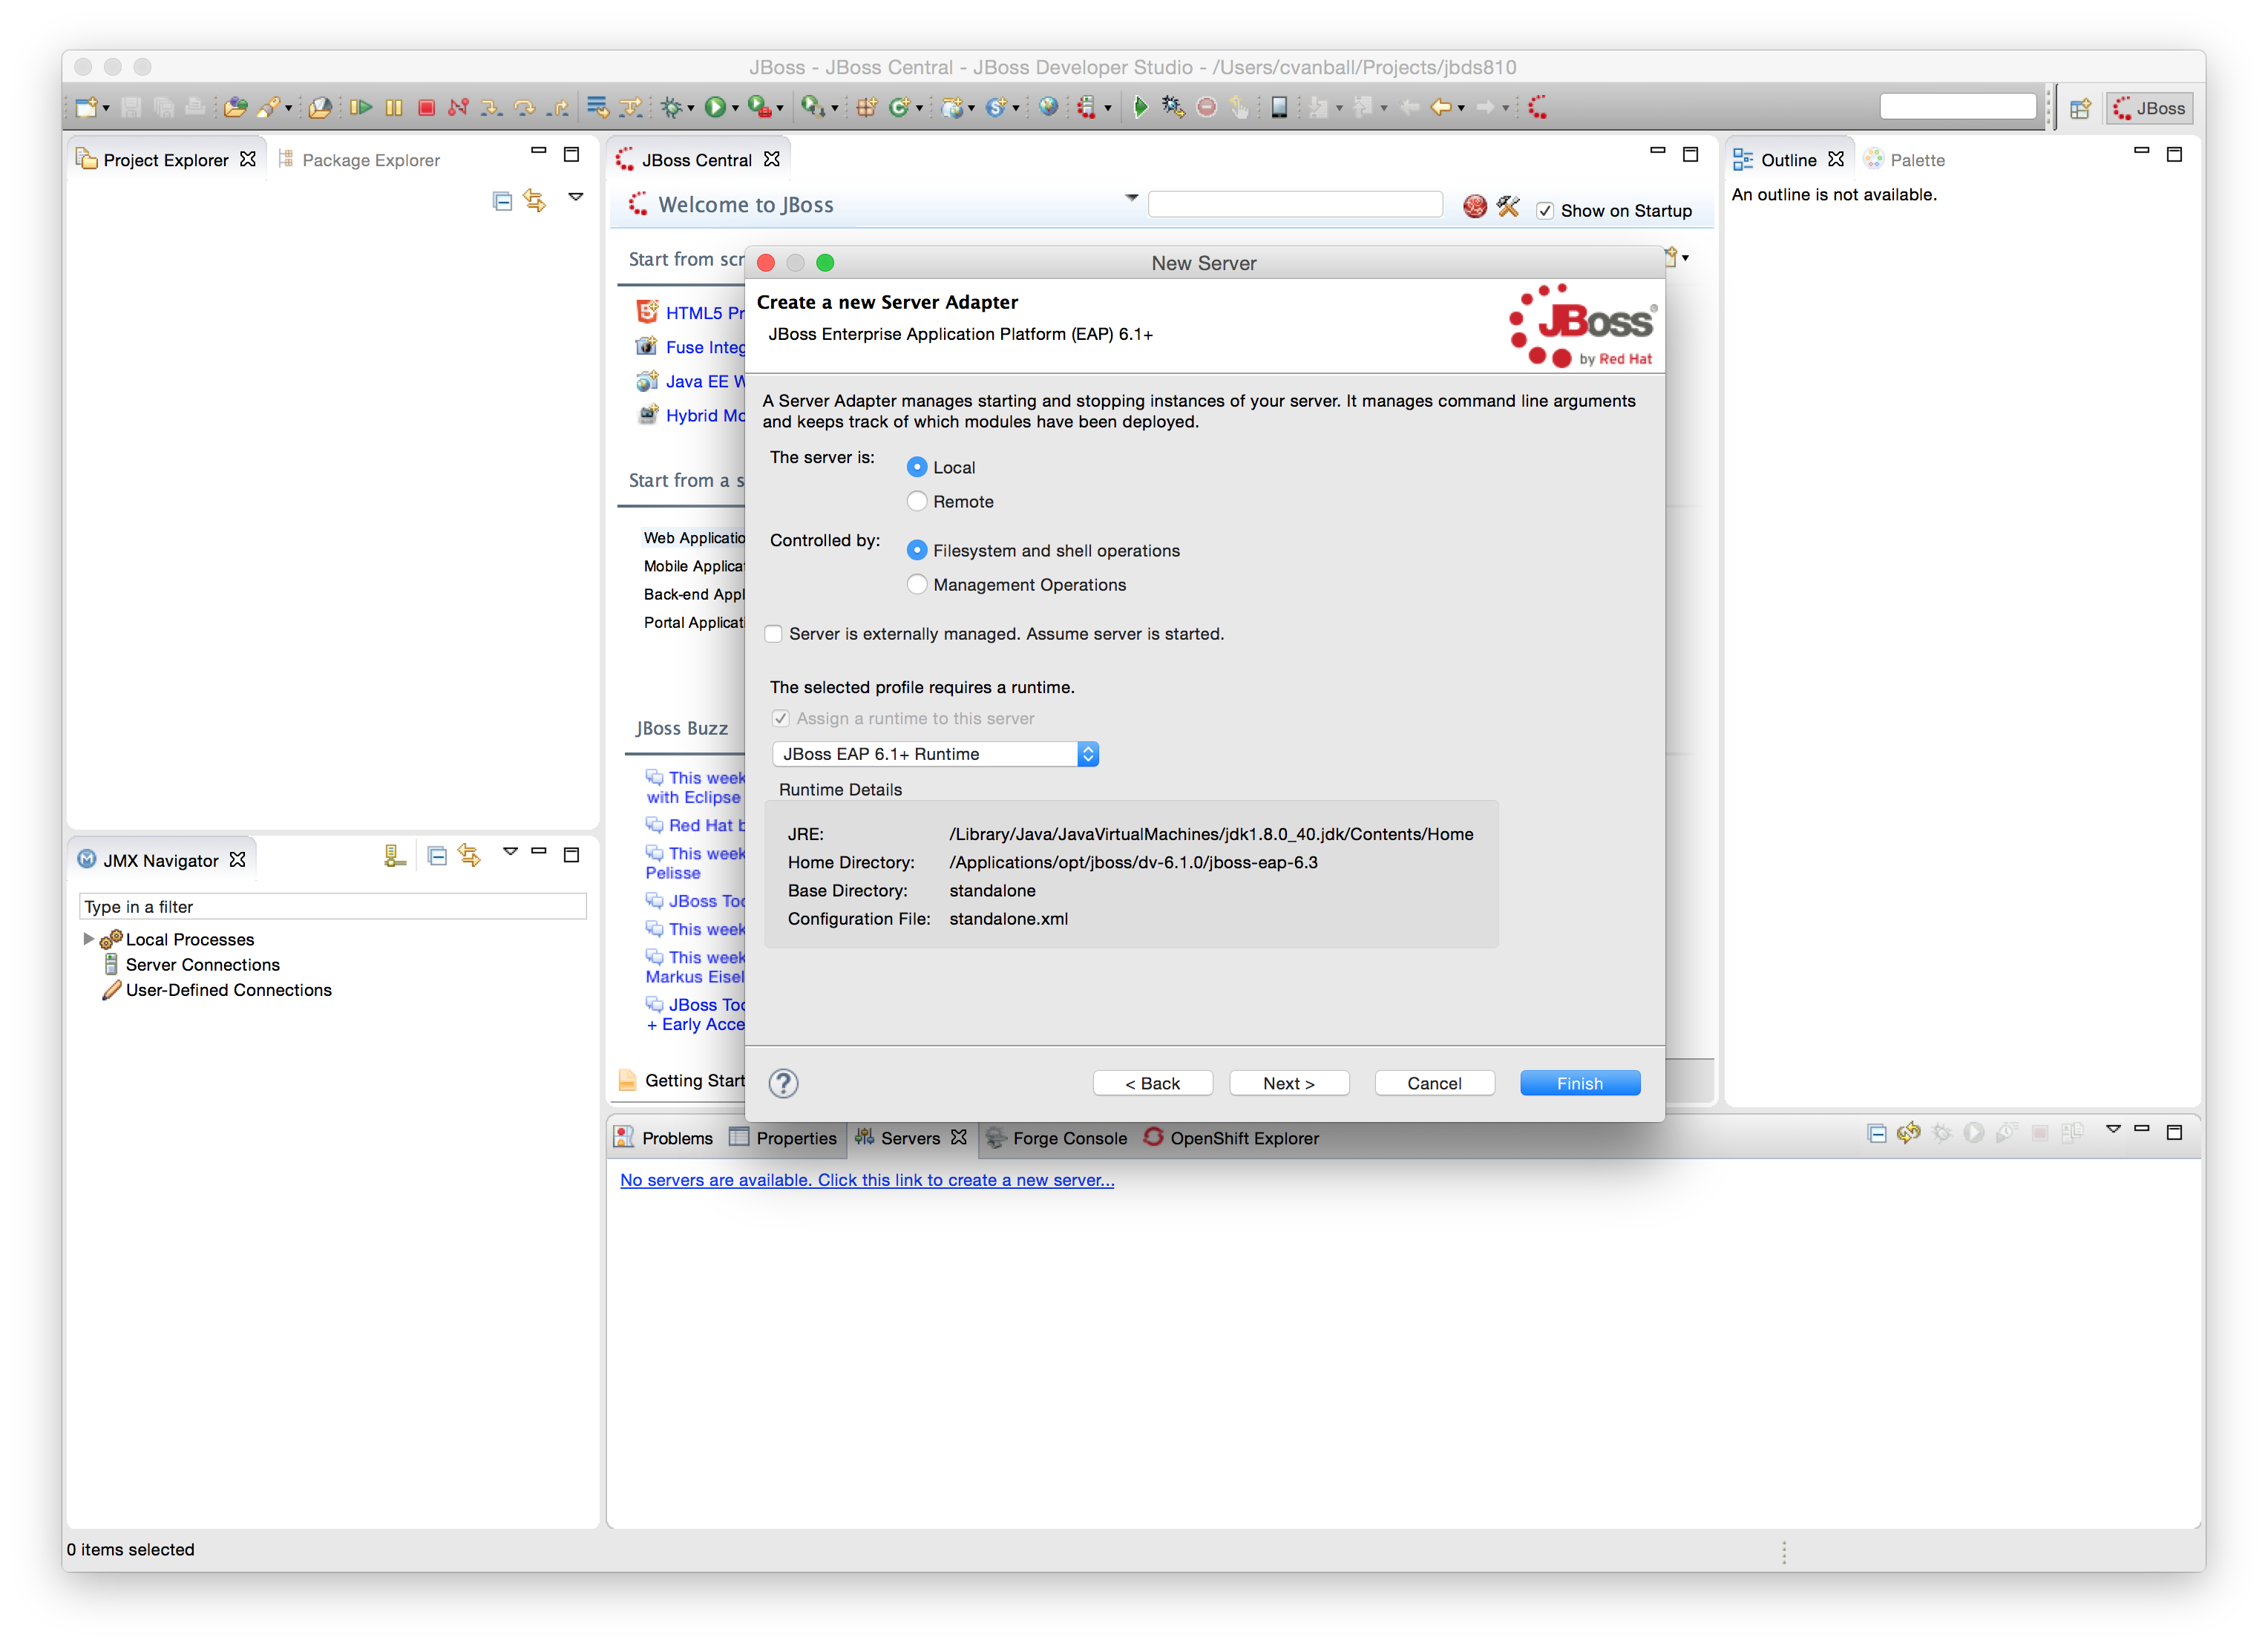 JBoss - JBoss Central - JBoss Developer Studio - /Users/cvanball/Projects/jbds810
JBoss
Project Explorer
Package Explorer
JBoss Central
Outline
Palette
Welcome to JBoss
Show on Startup
An outline is not available.
Start from scr
HTML5 Pr
Fuse Integ
Java EE W
Hybrid Mo
Start from a s
Web Applicatio
Mobile Applica
Back-end Appl
Portal Applicat
JBoss Buzz
This week
with Eclipse
Red Hat b
This week
Pelisse
JBoss Too
This week
This week
Markus Eisel
JBoss Too
+ Early Acce
Getting Start
New Server
Create a new Server Adapter
JBoss Enterprise Application Platform (EAP) 6.1+
JBoss®
by Red Hat
A Server Adapter manages starting and stopping instances of your server. It manages command line arguments
and keeps track of which modules have been deployed.
The server is:
Local
Remote
Controlled by:
Filesystem and shell operations
Management Operations
Server is externally managed. Assume server is started.
The selected profile requires a runtime.
Assign a runtime to this server
JBoss EAP 6.1+ Runtime
Runtime Details
JRE: /Library/Java/JavaVirtualMachines/jdk1.8.0_40.jdk/Contents/Home
Home Directory: /Applications/opt/jboss/dv-6.1.0/jboss-eap-6.3
Base Directory: standalone
Configuration File: standalone.xml
?
< Back
Next >
Cancel
Finish
JMX Navigator
Type in a filter
Local Processes
Server Connections
User-Defined Connections
Problems
Properties
Servers
Forge Console
OpenShift Explorer
No servers are available. Click this link to create a new server...
0 items selected